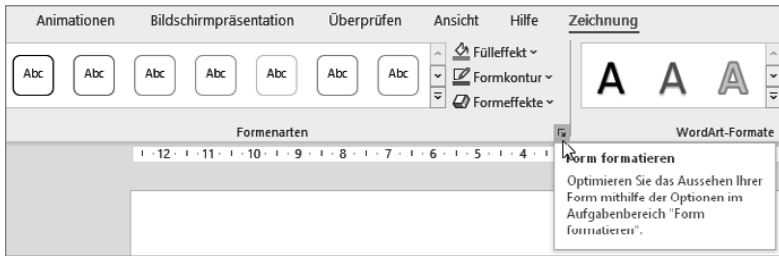 Animationen Bildschirmpräsentation Überprüfen Ansicht Hilfe Zeichnung
Abc Abc Abc Abc Abc Abc Abc
Fülleffekt
Formkontur
Formeffekte
A A A
Formenarten
WordArt-Formate
12 11 10 9 8 7 6 5 4
Form formatieren
Optimieren Sie das Aussehen Ihrer
Form mithilfe der Optionen im
Aufgabenbereich "Form
formatieren".